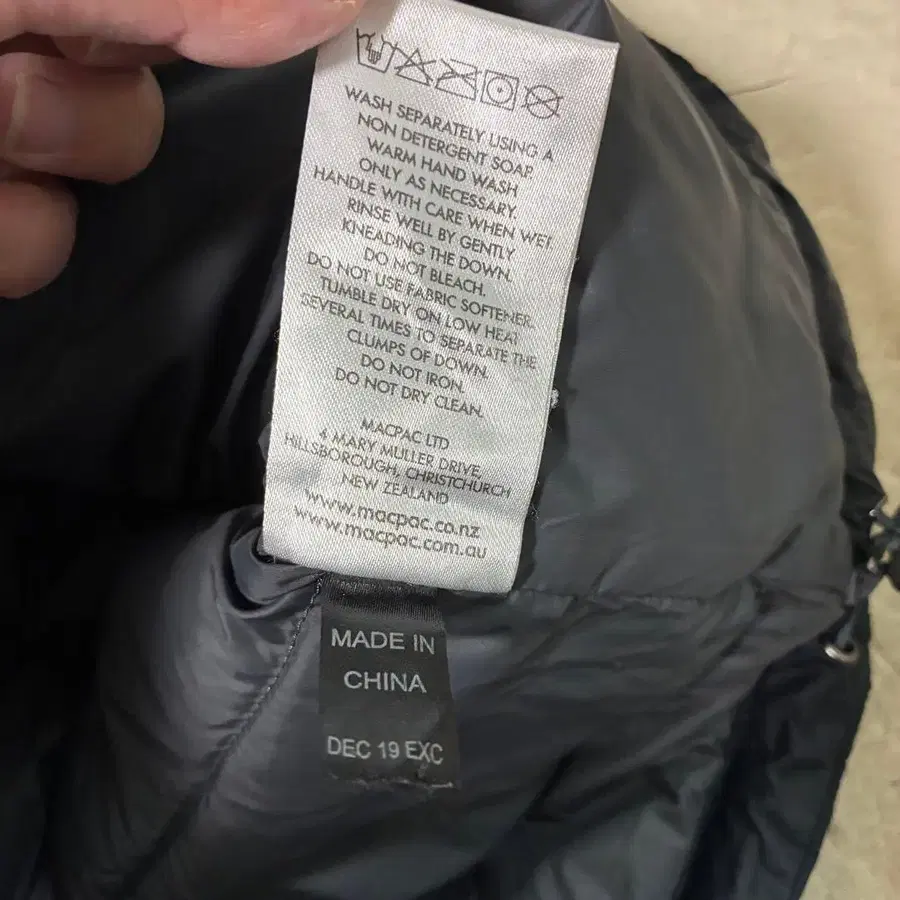 WASH SEPARATELY USING A
NON DETERGENT SOAP.
WARM HAND WASH
ONLY AS NECESSARY.
HANDLE WITH CARE WHEN WET.
RINSE WELL BY GENTLY
KNEADING THE DOWN.
DO NOT BLEACH.
DO NOT USE FABRIC SOFTENER.
TUMBLE DRY ON LOW HEAT
SEVERAL TIMES TO SEPARATE THE
CLUMPS OF DOWN.
DO NOT IRON.
DO NOT DRY CLEAN.
MACPAC LTD
4 MARY MULLER DRIVE,
HILLSBOROUGH, CHRISTCHURCH
NEW ZEALAND
www.macpac.co.nz
www.macpac.com.au
MADE IN
CHINA
DEC 19 EXC